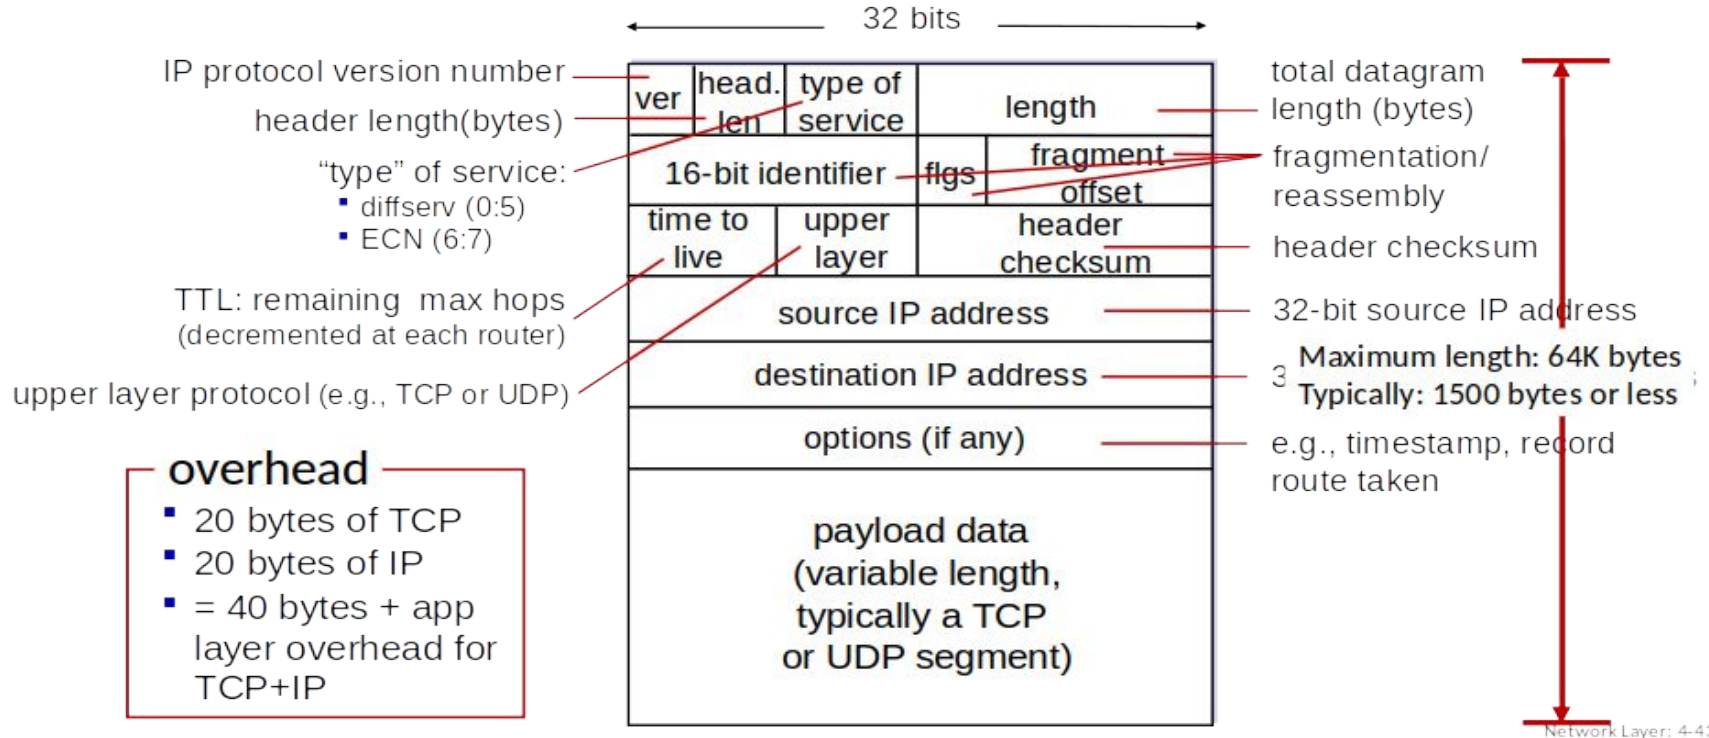 32 bits
IP protocol version number
header length(bytes)
“type” of service:
diffserv (0:5)
ECN (6:7)
TTL: remaining max hops
(decremented at each router)
upper layer protocol (e.g., TCP or UDP)
overhead
20 bytes of TCP
20 bytes of IP
= 40 bytes + app
layer overhead for
TCP+IP
ver
head.
len
type of
service
length
16-bit identifier
flgs
fragment
offset
time to
live
upper
layer
header
checksum
source IP address
destination IP address
options (if any)
payload data
(variable length,
typically a TCP
or UDP segment)
total datagram
length (bytes)
fragmentation/
reassembly
header checksum
32-bit source IP address
Maximum length: 64K bytes
Typically: 1500 bytes or less
e.g., timestamp, record
route taken
Network Layer: